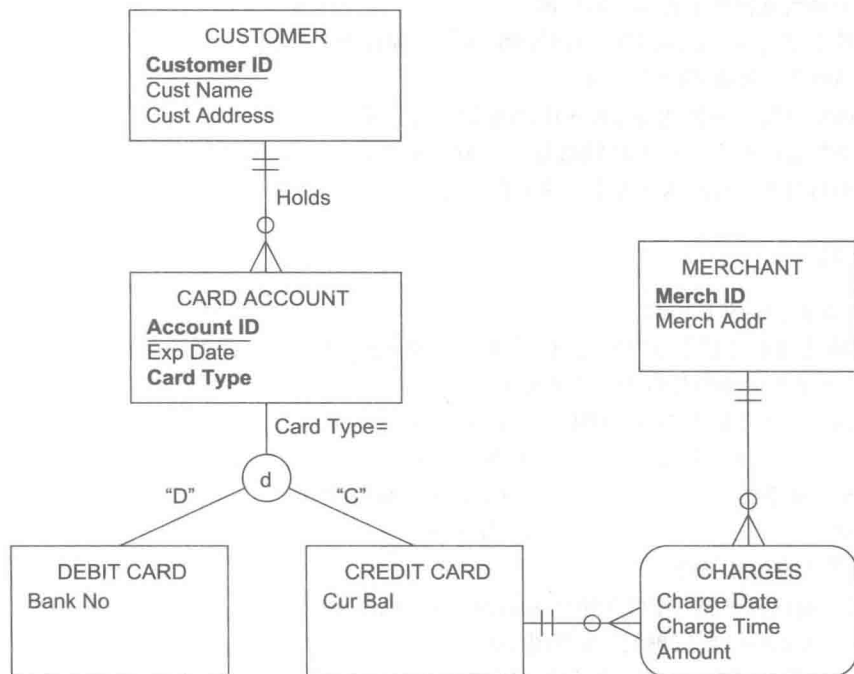 CUSTOMER
Customer ID
Cust Name
Cust Address
Holds
CARD ACCOUNT
Account ID
Exp Date
Card Type
Card Type=
d
"D"
"C"
DEBIT CARD
Bank No
CREDIT CARD
Cur Bal
MERCHANT
Merch ID
Merch Addr
CHARGES
Charge Date
Charge Time
Amount